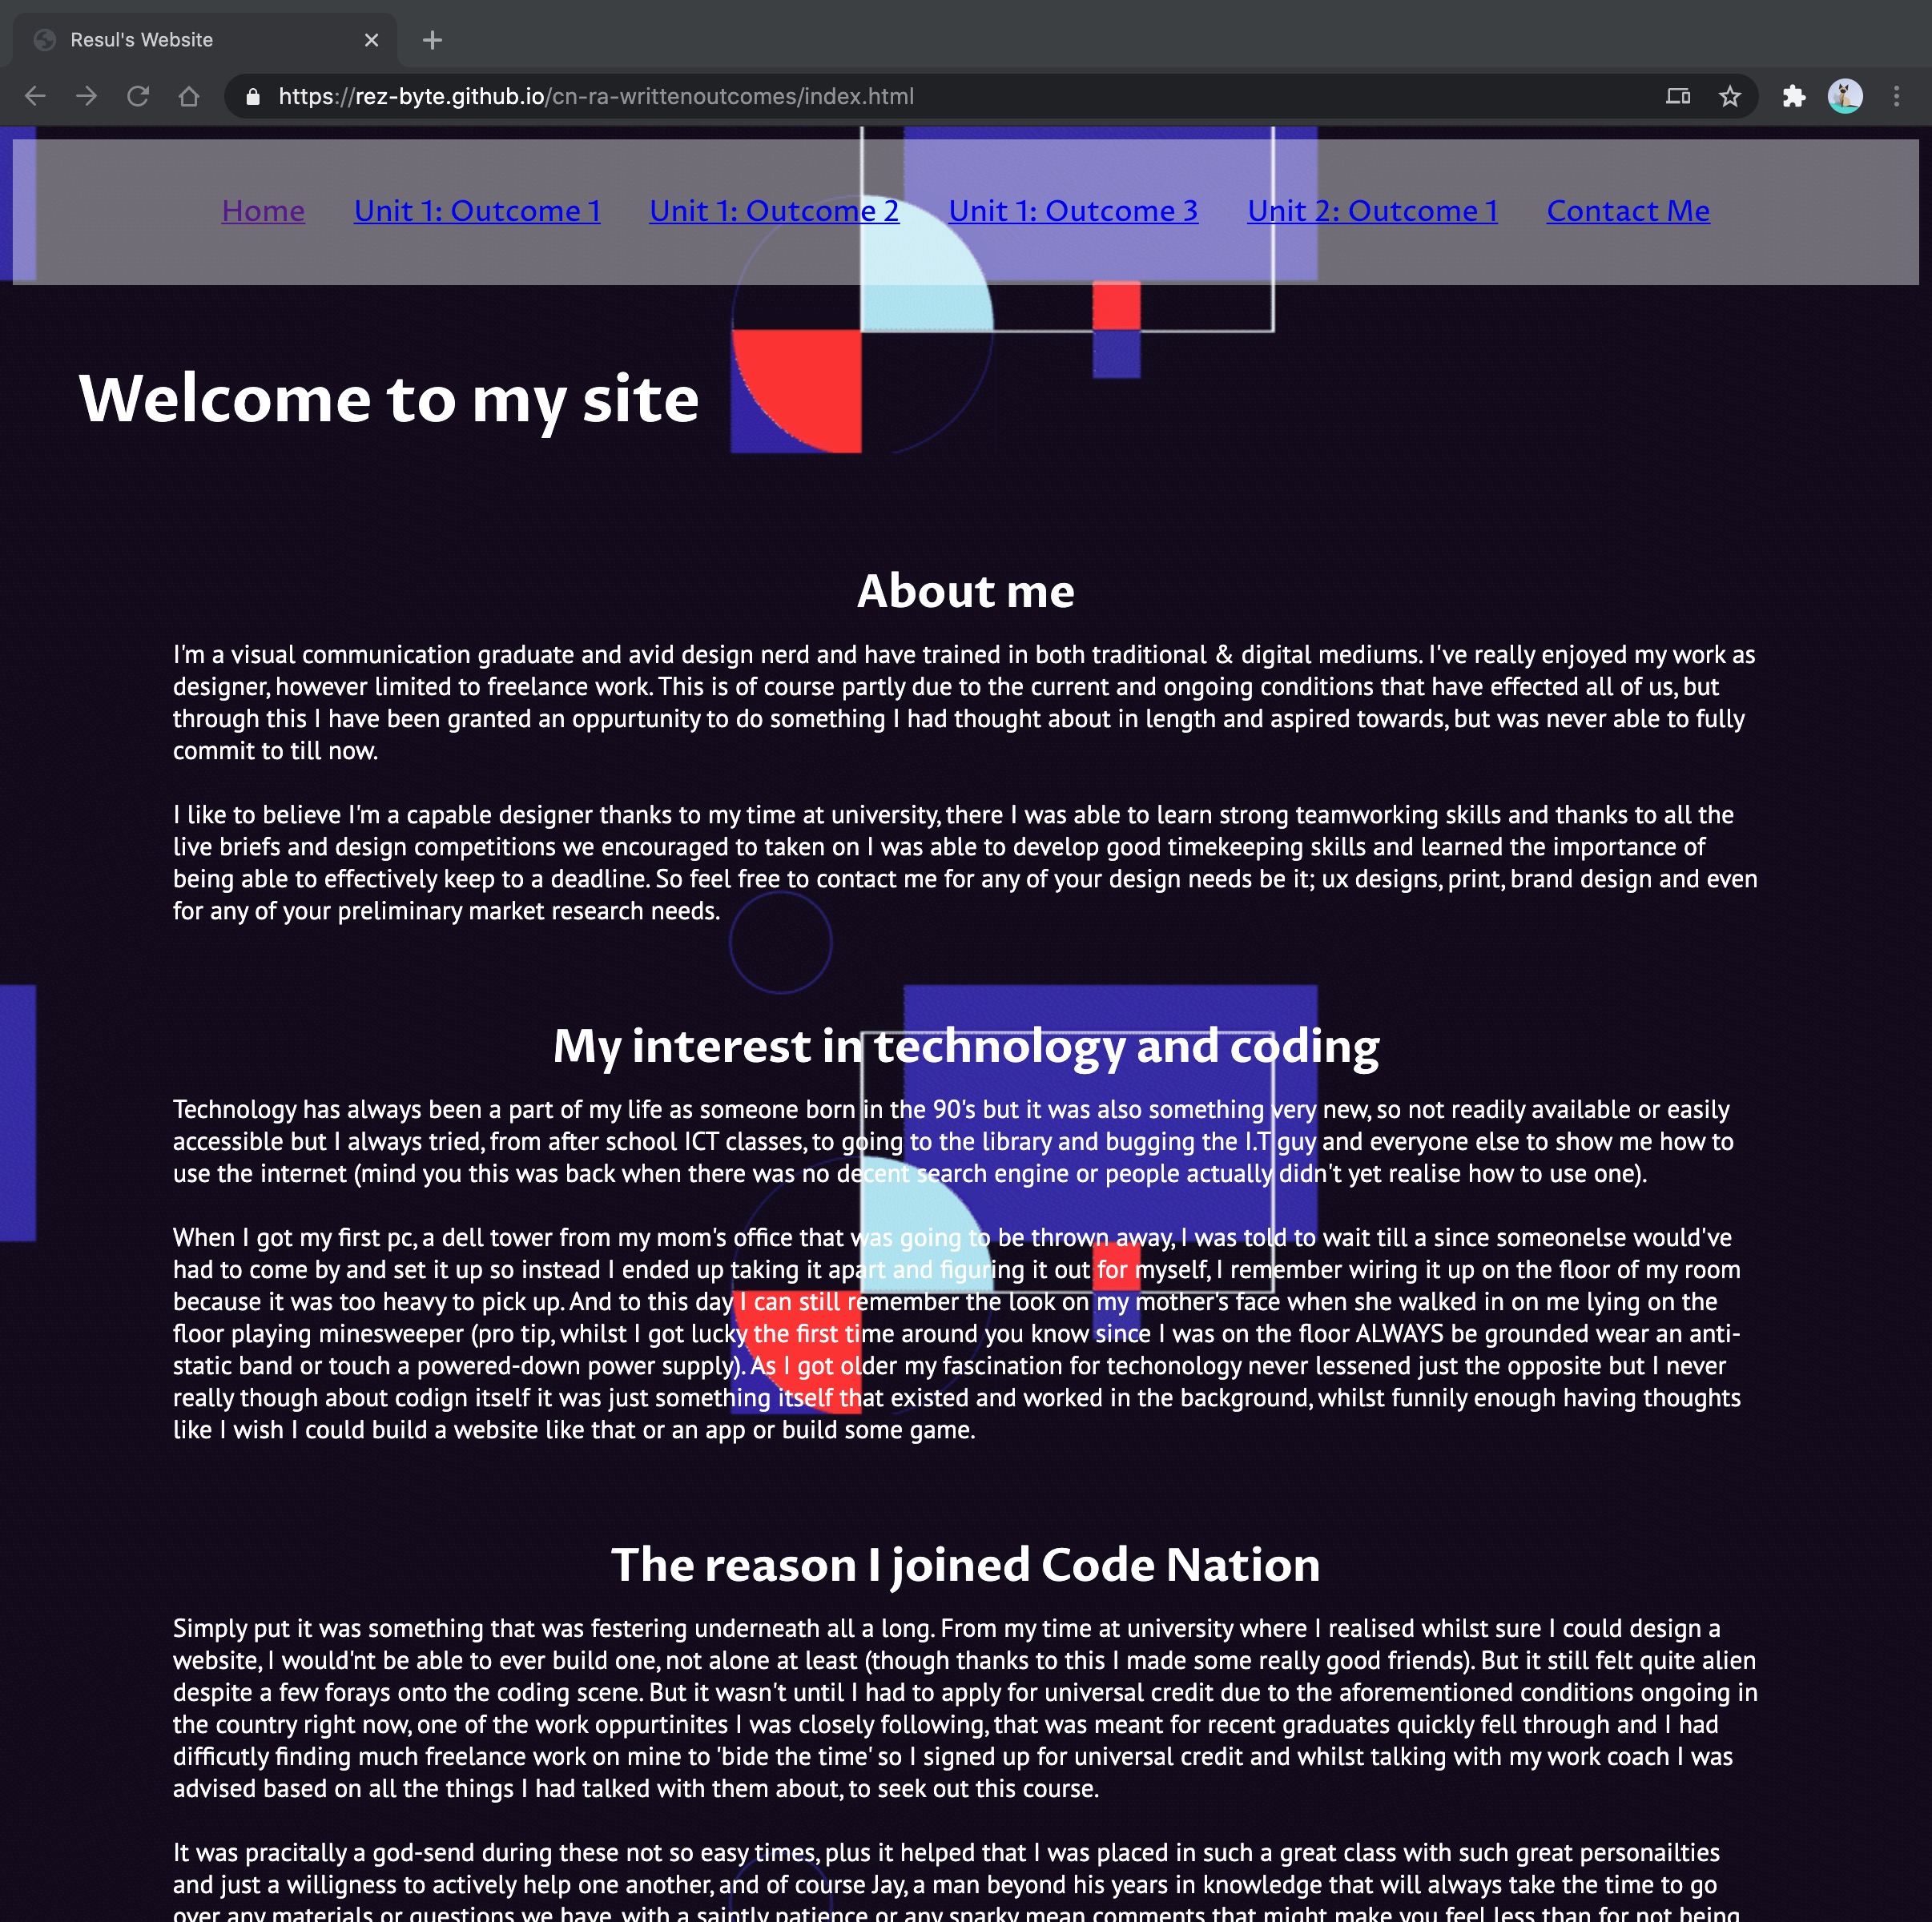 Resul's Website
https://rez-byte.github.io/cn-ra-writtenoutcomes/index.html
Home Unit 1: Outcome 1 Unit 1: Outcome 2 Unit 1: Outcome 3 Unit 2: Outcome 1 Contact Me
Welcome to my site
About me
I'm a visual communication graduate and avid design nerd and have trained in both traditional & digital mediums. I've really enjoyed my work as
designer, however limited to freelance work. This is of course partly due to the current and ongoing conditions that have effected all of us, but
through this I have been granted an oppurtunity to do something I had thought about in length and aspired towards, but was never able to fully
commit to till now.
I like to believe I'm a capable designer thanks to my time at university, there I was able to learn strong teamworking skills and thanks to all the
live briefs and design competitions we encouraged to taken on I was able to develop good timekeeping skills and learned the importance of
being able to effectively keep to a deadline. So feel free to contact me for any of your design needs be it; ux designs, print, brand design and even
for any of your preliminary market research needs.
My interest in technology and coding
Technology has always been a part of my life as someone born in the 90's but it was also something very new, so not readily available or easily
accessible but I always tried, from after school ICT classes, to going to the library and bugging the I.T guy and everyone else to show me how to
use the internet (mind you this was back when there was no decent search engine or people actually didn't yet realise how to use one).
When I got my first pc, a dell tower from my mom's office that was going to be thrown away, I was told to wait till a since someonelse would've
had to come by and set it up so instead I ended up taking it apart and figuring it out for myself, I remember wiring it up on the floor of my room
because it was too heavy to pick up. And to this day I can still remember the look on my mother's face when she walked in on me lying on the
floor playing minesweeper (pro tip, whilst I got lucky the first time around you know since I was on the floor ALWAYS be grounded wear an anti-
static band or touch a powered-down power supply). As I got older my fascination for techonology never lessened just the opposite but I never
really though about codign itself it was just something itself that existed and worked in the background, whilst funnily enough having thoughts
like I wish I could build a website like that or an app or build some game.
The reason I joined Code Nation
Simply put it was something that was festering underneath all a long. From my time at university where I realised whilst sure I could design a
website, I would'nt be able to ever build one, not alone at least (though thanks to this I made some really good friends). But it still felt quite alien
despite a few forays onto the coding scene. But it wasn't until I had to apply for universal credit due to the aforementioned conditions ongoing in
the country right now, one of the work oppurtinites I was closely following, that was meant for recent graduates quickly fell through and I had
difficutly finding much freelance work on mine to 'bide the time' so I signed up for universal credit and whilst talking with my work coach I was
advised based on all the things I had talked with them about, to seek out this course.
It was pracitally a god-send during these not so easy times, plus it helped that I was placed in such a great class with such great personailties
and just a willigness to actively help one another, and of course Jay, a man beyond his years in knowledge that will always take the time to go
over any materials or questions we have, with a saintly patience or any snarky mean comments that might make you feel less than for not being